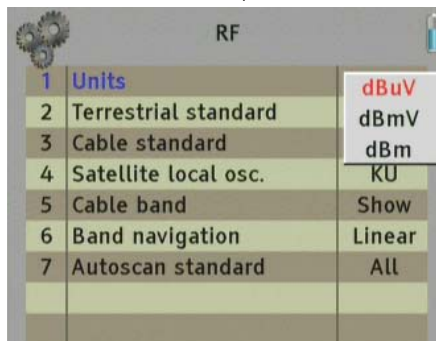 RF
1 Units dBuV
2 Terrestrial standard dBmV
3 Cable standard dBm
4 Satellite local osc. KU
5 Cable band Show
6 Band navigation Linear
7 Autoscan standard All